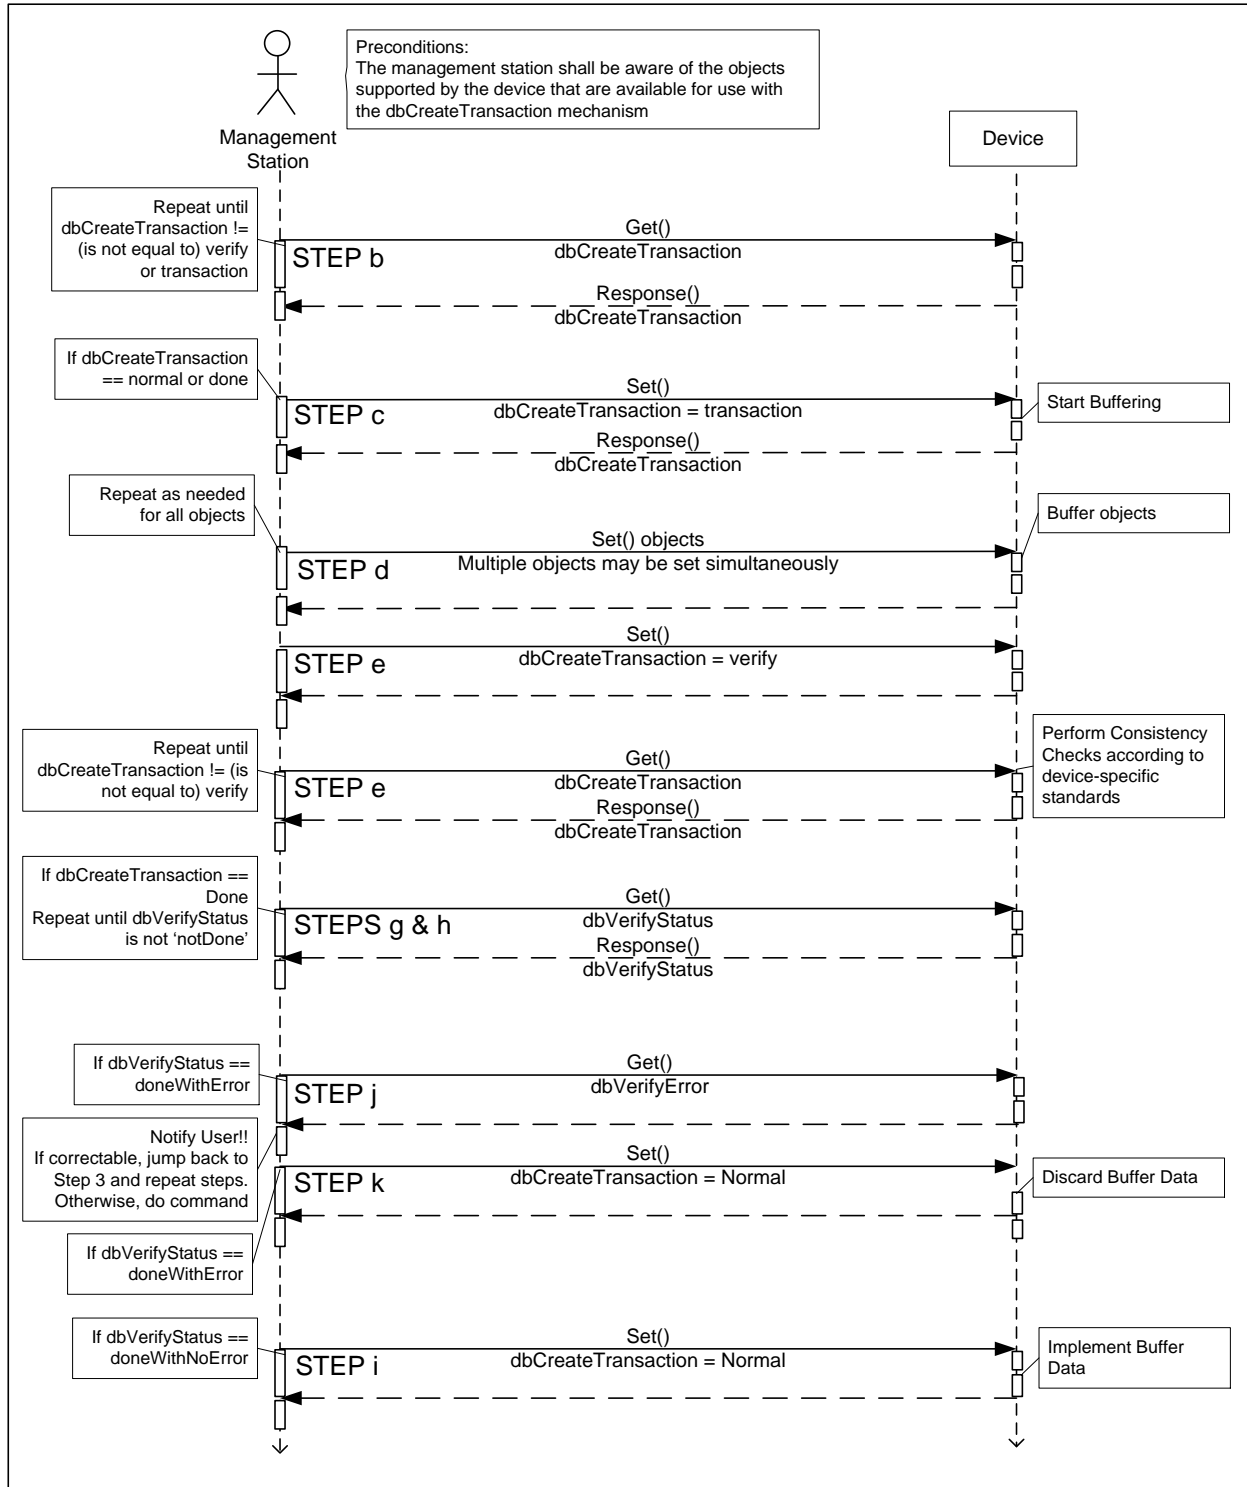 Preconditions:
The management station shall be aware of the objects
supported by the device that are available for use with
the dbCreateTransaction mechanism
Management
Station
Device
Repeat until
dbCreateTransaction !=
(is not equal to) verify
or transaction
Get()
dbCreateTransaction
STEP b
Response()
dbCreateTransaction
If dbCreateTransaction
== normal or done
Set()
dbCreateTransaction = transaction
STEP c
Start Buffering
Response()
dbCreateTransaction
Repeat as needed
for all objects
Set() objects
Multiple objects may be set simultaneously
STEP d
Buffer objects
Set()
dbCreateTransaction = verify
STEP e
Repeat until
dbCreateTransaction != (is
not equal to) verify
Get()
dbCreateTransaction
STEP e
Response()
dbCreateTransaction
Perform Consistency
Checks according to
device-specific
standards
If dbCreateTransaction ==
Done
Repeat until dbVerifyStatus
is not ‘notDone’
Get()
dbVerifyStatus
STEPS g & h
Response()
dbVerifyStatus
If dbVerifyStatus ==
doneWithError
Get()
dbVerifyError
STEP j
Notify User!!
If correctable, jump back to
Step 3 and repeat steps.
Otherwise, do command
Set()
dbCreateTransaction = Normal
STEP k
Discard Buffer Data
If dbVerifyStatus ==
doneWithError
If dbVerifyStatus ==
doneWithNoError
Set()
dbCreateTransaction = Normal
STEP i
Implement Buffer
Data